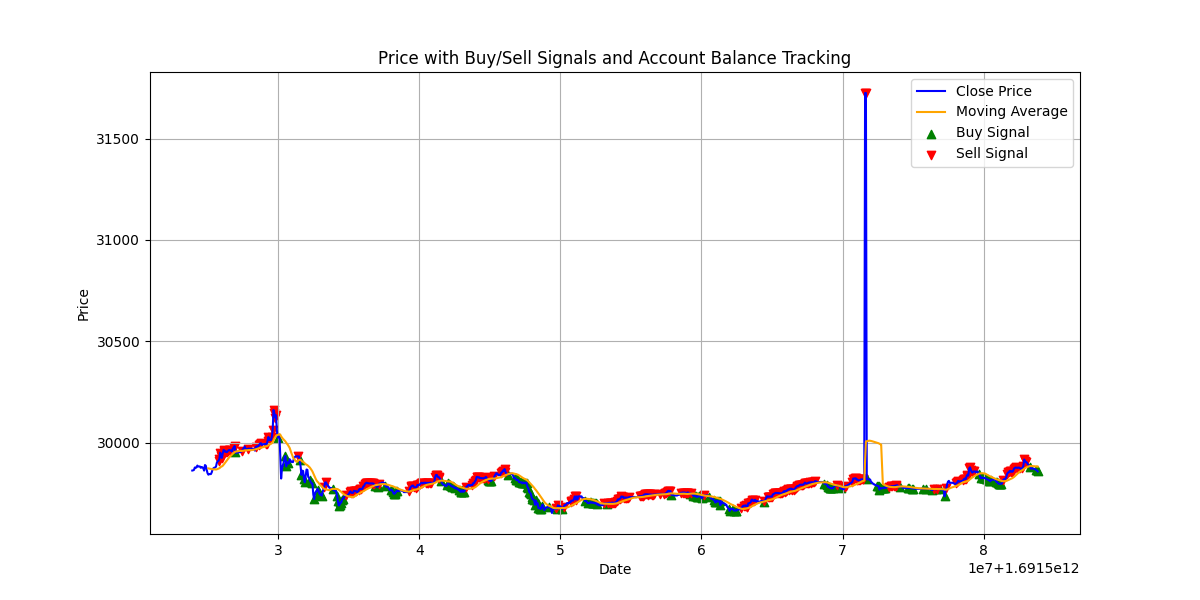 Price with Buy/Sell Signals and Account Balance Tracking
Close Price
Moving Average
Buy Signal
Sell Signal
31500
31000
30500
30000
Price
3 4 5 6 7 8
Date
1e7+1.6915e12